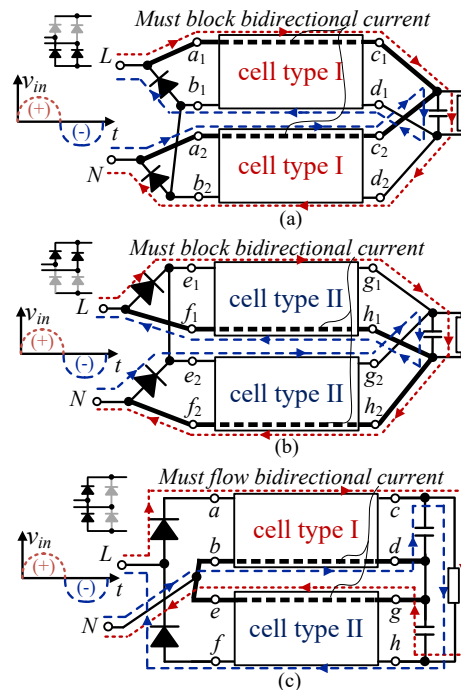 Must block bidirectional current
L
a1
c1
cell type I
b1
d1
vin
(+)
(-)
t
a2
c2
N
cell type I
b2
d2
(a)
Must block bidirectional current
e1
g1
L
cell type II
f1
h1
vin
(+)
(-)
t
e2
g2
N
cell type II
f2
h2
(b)
Must flow bidirectional current
a
c
vin
L
cell type I
b
d
(+)
(-)
t
e
g
N
cell type II
f
h
(c)